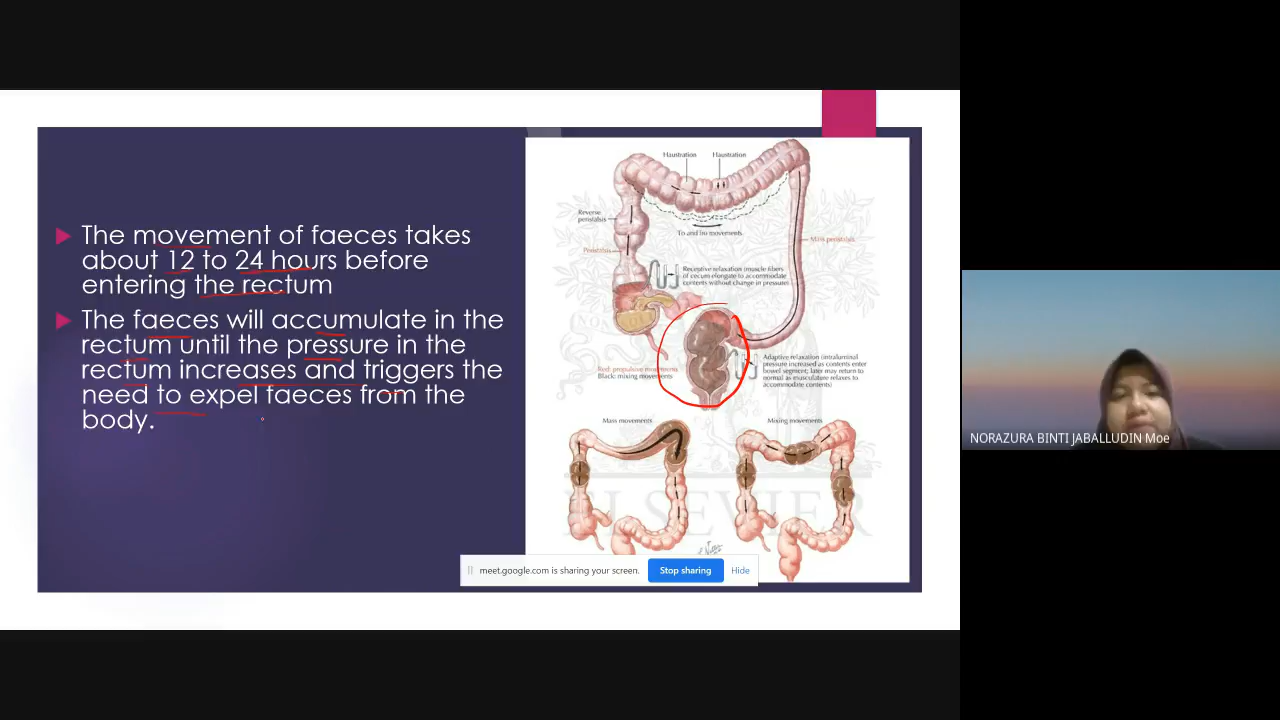 The movement of faeces takes
about 12 to 24 hours before
entering the rectum
The faeces will accumulate in the
rectum until the pressure in the
rectum increases and triggers the
need to expel faeces from the
body.
Haustration
Haustration
Reverse
peristalsis
Peristalsis
To and fro movements
Mass peristalsis
Receptive relaxation (muscle fibers
of cecum elongate to accommodate
contents without change in pressure)
Red: propulsive movements
Black: mixing movements
Adaptive relaxation (intraluminal
pressure increased as contents enter
bowel segment; later may return to
normal as musculature relaxes to
accommodate contents)
Mass movements
Mixing movements
ELSEVIER
meet.google.com is sharing your screen.
Stop sharing
Hide
NORAZURA BINTI JABALLUDIN Moe